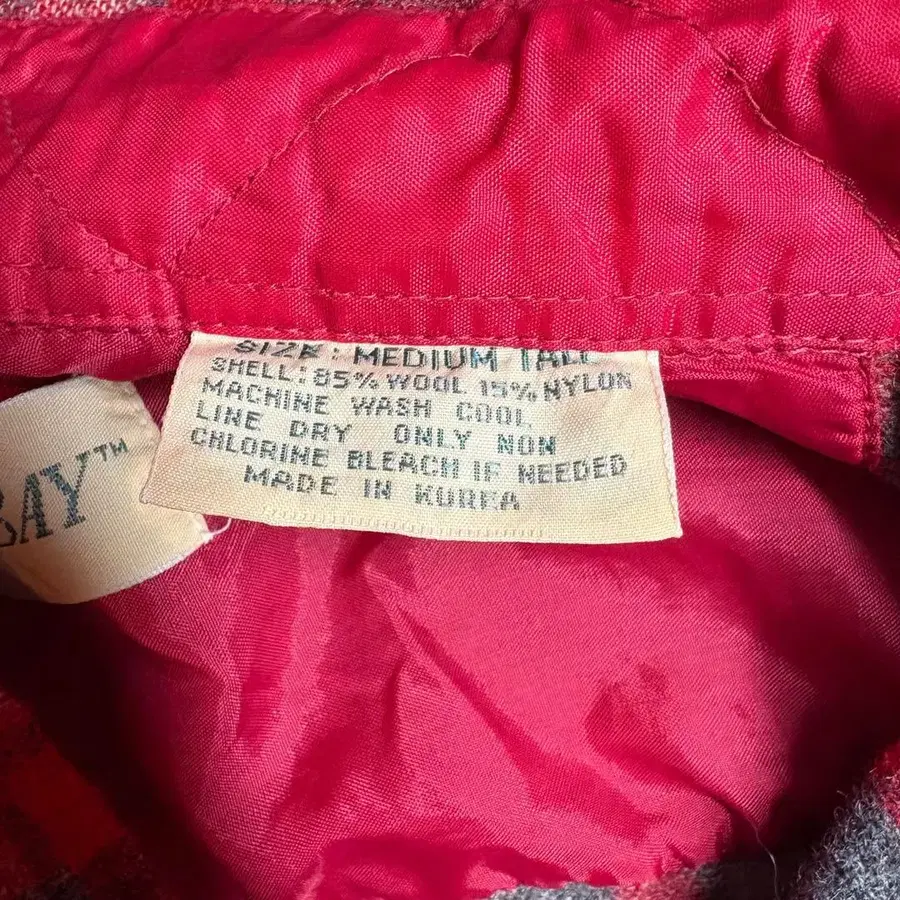 SIZE: MEDIUM TALL
SHELL: 85% WOOL 15% NYLON
MACHINE WASH COOL
LINE DRY ONLY NON
CHLORINE BLEACH IF NEEDED
MADE IN KOREA
BAY™